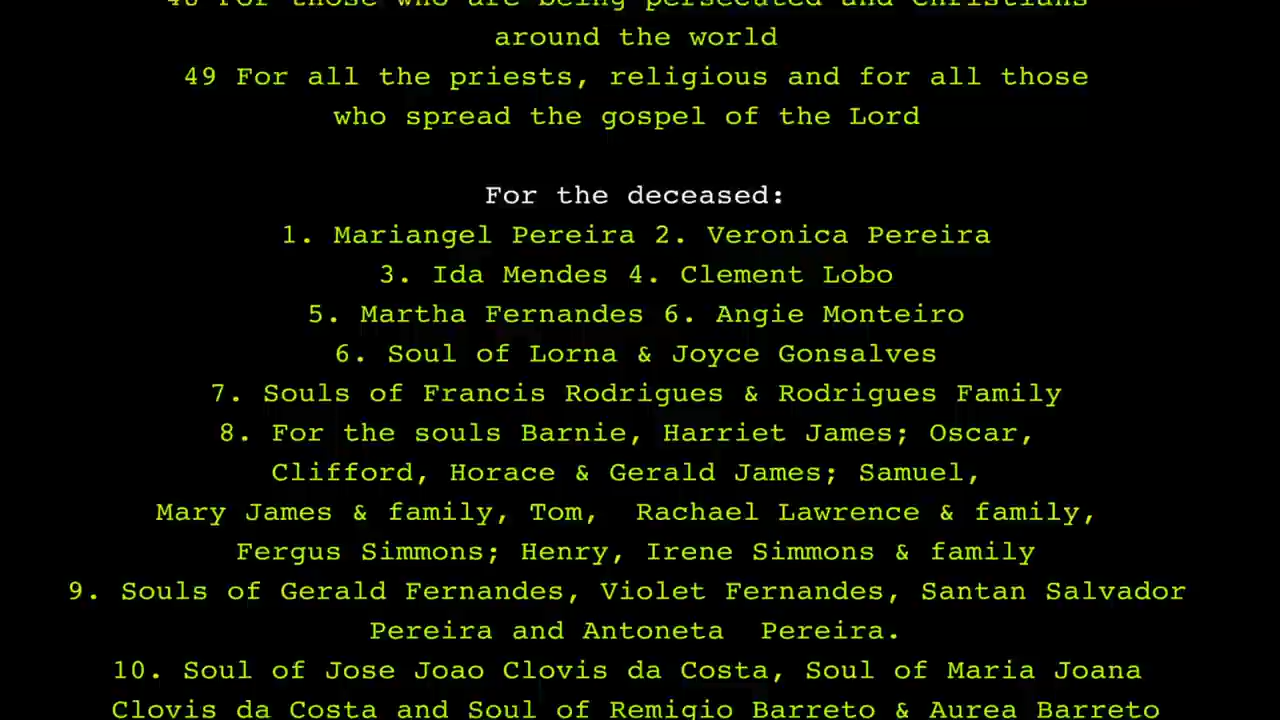 48 For those who are being persecuted and Christians
around the world
49 For all the priests, religious and for all those
who spread the gospel of the Lord
For the deceased:
1. Mariangel Pereira 2. Veronica Pereira
3. Ida Mendes 4. Clement Lobo
5. Martha Fernandes 6. Angie Monteiro
6. Soul of Lorna & Joyce Gonsalves
7. Souls of Francis Rodrigues & Rodrigues Family
8. For the souls Barnie, Harriet James; Oscar,
Clifford, Horace & Gerald James; Samuel,
Mary James & family, Tom,  Rachael Lawrence & family,
Fergus Simmons; Henry, Irene Simmons & family
9. Souls of Gerald Fernandes, Violet Fernandes, Santan Salvador
Pereira and Antoneta  Pereira.
10. Soul of Jose Joao Clovis da Costa, Soul of Maria Joana
Clovis da Costa and Soul of Remigio Barreto & Aurea Barreto